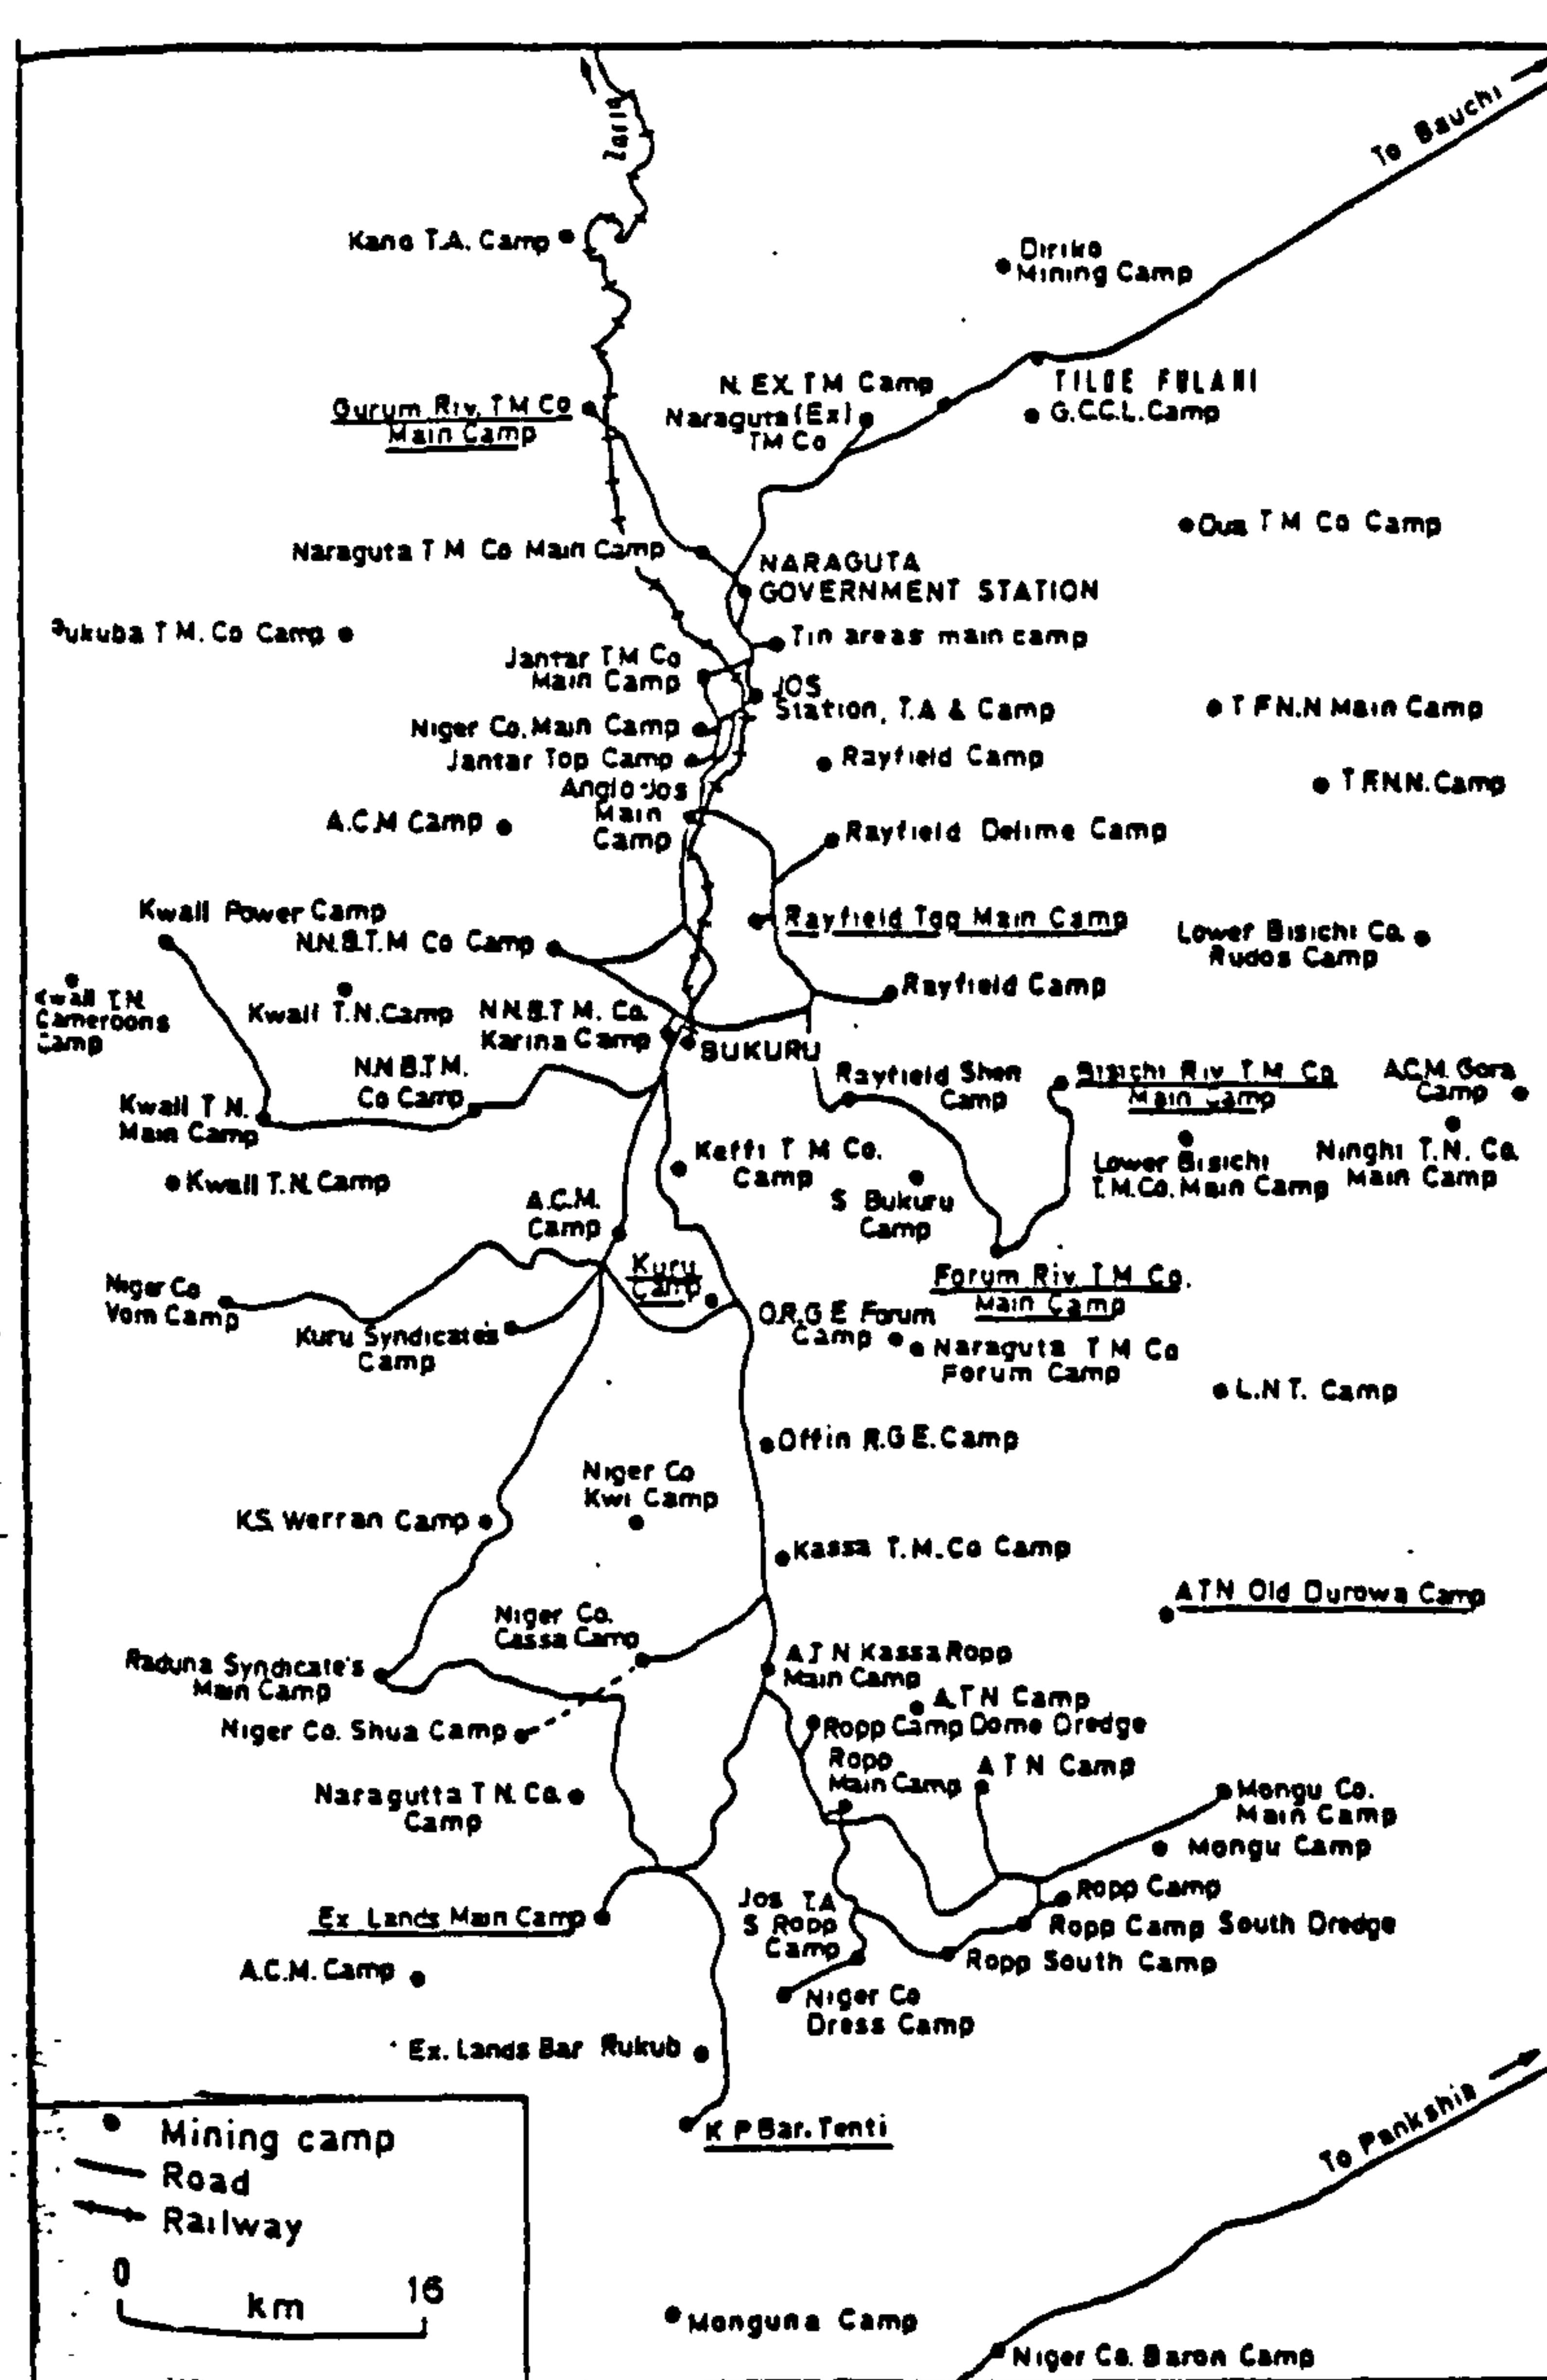 Zaria
To Bauchi
Kano T.A. Camp
Diriko
Mining Camp
N. EX. T M Camp
TILDE FULANI
Gurum Riv. T M Co
Main Camp
Naraguta (Ex)
TM Co
G.C.C.L. Camp
Dua T M Co Camp
Naraguta T M Co Main Camp
NARAGUTA
GOVERNMENT STATION
Bukuba T M. Co Camp
Tin areas main camp
Jantar TM Co
Main Camp
JOS
Station, T.A & Camp
T F N.N Main Camp
Niger Co. Main Camp
Jantar Top Camp
Rayfield Camp
T.F.N.N. Camp
Anglo-Jos
Main
Camp
A.C.M Camp
Rayfield Delime Camp
Kwall Power Camp
N.N.B.T.M Co Camp
Rayfield Tqq Main Camp
Lower Bisichi Co.
Rudos Camp
Kwall T.N.
Cameroons
Camp
Kwall T.N. Camp
N.N.B.T M. Co.
Karina Camp
Rayfield Camp
BUKURU
N.N B.T M.
Co Camp
Rayfield Shen
Camp
Bisichi Riv T.M Co
Main Camp
A.C.M. Gora
Camp
Kwall T N.
Main Camp
Keffi T M Co.
Camp
Lower Bisichi
T.M.Co. Main Camp
Ninghi T.N. Co.
Main Camp
Kwall T.N. Camp
S Bukuru
Camp
A.C.M.
Camp
Kuru
Camp
Forum Riv. T M Co.
Main Camp
Niger Co
Vom Camp
Kuru Syndicate's
Camp
O.R.G E Forum
Camp
Naraguta T M Co
Forum Camp
L.N T. Camp
Offin R.G E. Camp
Niger Co
Kwi Camp
K.S. Werran Camp
Kassa T.M.Co Camp
ATN Old Durowa Camp
Niger Co.
Cassa Camp
Raduna Syndicate's
Main Camp
A T N Kassa Ropp
Main Camp
A.T N Camp
Niger Co. Shua Camp
Ropp Camp Dome Dredge
Ropp
Main Camp
A T N Camp
Naragutta T N. Co.
Camp
Mongu Co.
Main Camp
Mongu Camp
Ropp Camp
Jos T.A
S Ropp
Camp
Ex Lands Main Camp
Ropp Camp South Dredge
Ropp South Camp
A.C.M. Camp
Niger Co
Dress Camp
Ex. Lands Bar Rukub
K P Bar. Tenti
To Pankshin
Mining camp
Road
Railway
0 16
km
Monguna Camp
Niger Co. Baron Camp